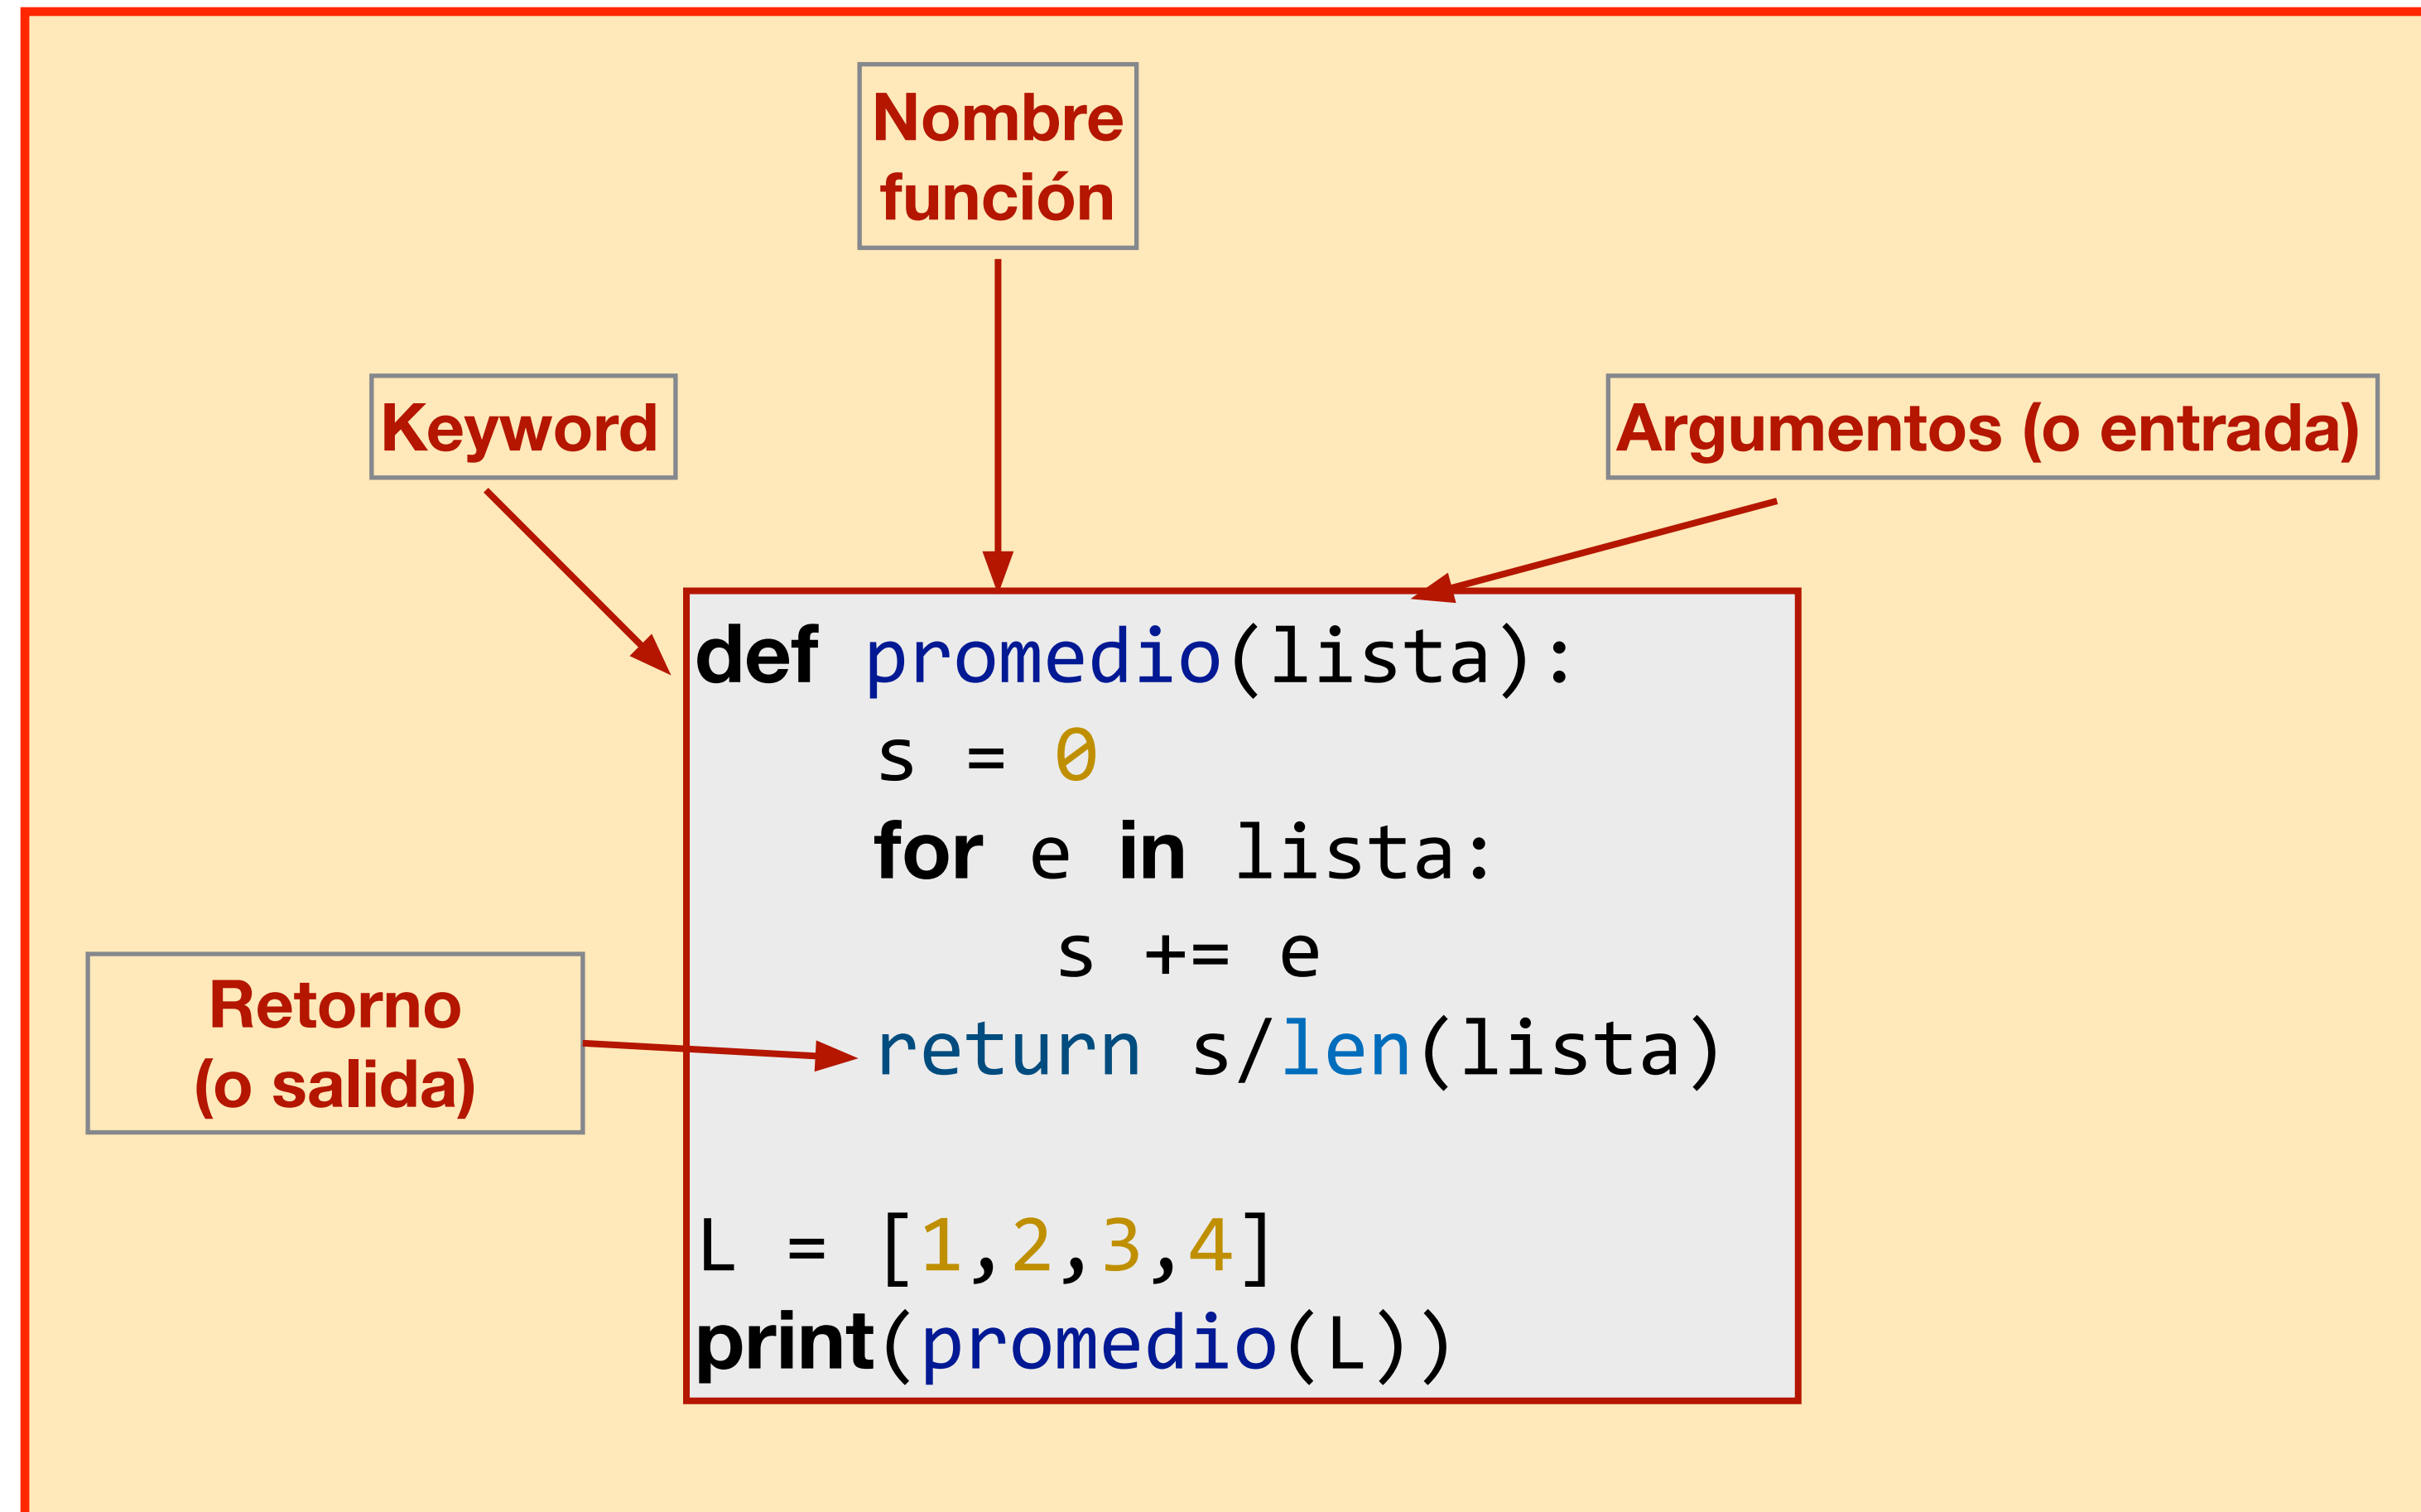 Nombre
función
Keyword
Argumentos (o entrada)
def promedio(lista):
    s = 0
    for e in lista:
        s += e
    return s/len(lista)
Retorno
(o salida)
L = [1,2,3,4]
print(promedio(L))